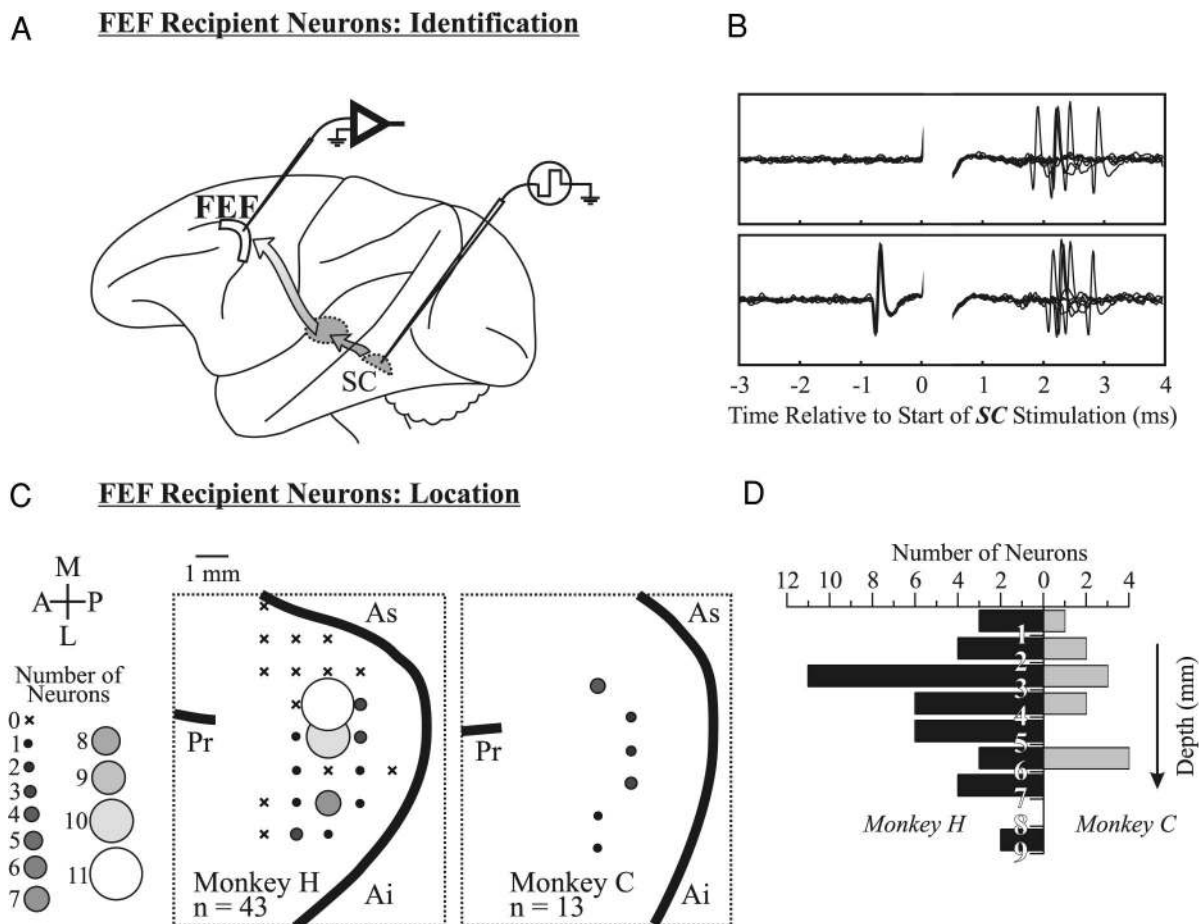 A
FEF Recipient Neurons: Identification
FEF
SC
B
-3 -2 -1 0 1 2 3 4
Time Relative to Start of SC Stimulation (ms)
C
FEF Recipient Neurons: Location
M
A P
L
Number of
Neurons
0
1
2
3
4
5
6
7
8
9
10
11
1 mm
As
Pr
Monkey H
n = 43
Ai
As
Pr
Monkey C
n = 13
Ai
D
Number of Neurons
12 10 8 6 4 2 0 2 4
1
2
3
4
5
6
7
8
9
Depth (mm)
Monkey H
Monkey C